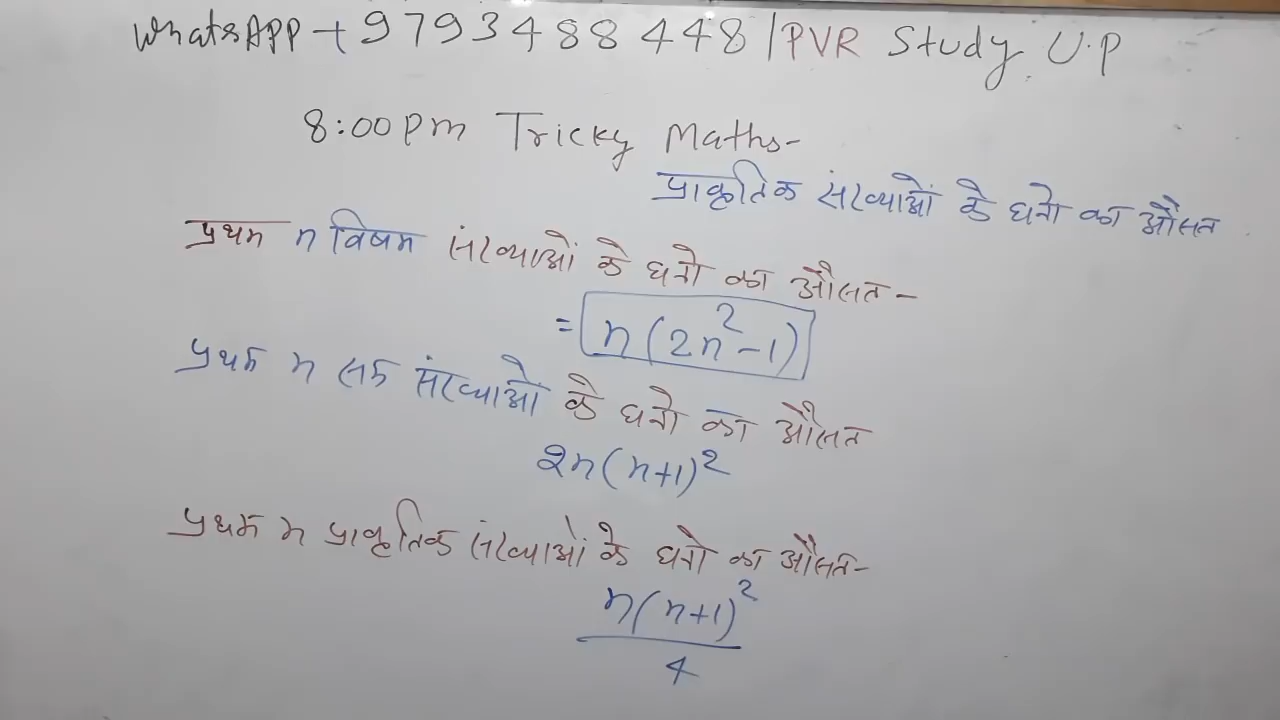 WhatsAPP + 9793488448 | PVR Study U.P
8:00 Pm Tricky Maths-
प्राकृतिक संख्याओं के घनो का औसत
प्रथम n विषम संख्याओं के घनो का औसत -
= n(2n²-1)
प्रथम n सम संख्याओं के घनो का औसत
2n(n+1)²
प्रथम n प्राकृतिक संख्याओं के घनो का औसत-
n(n+1)²
4